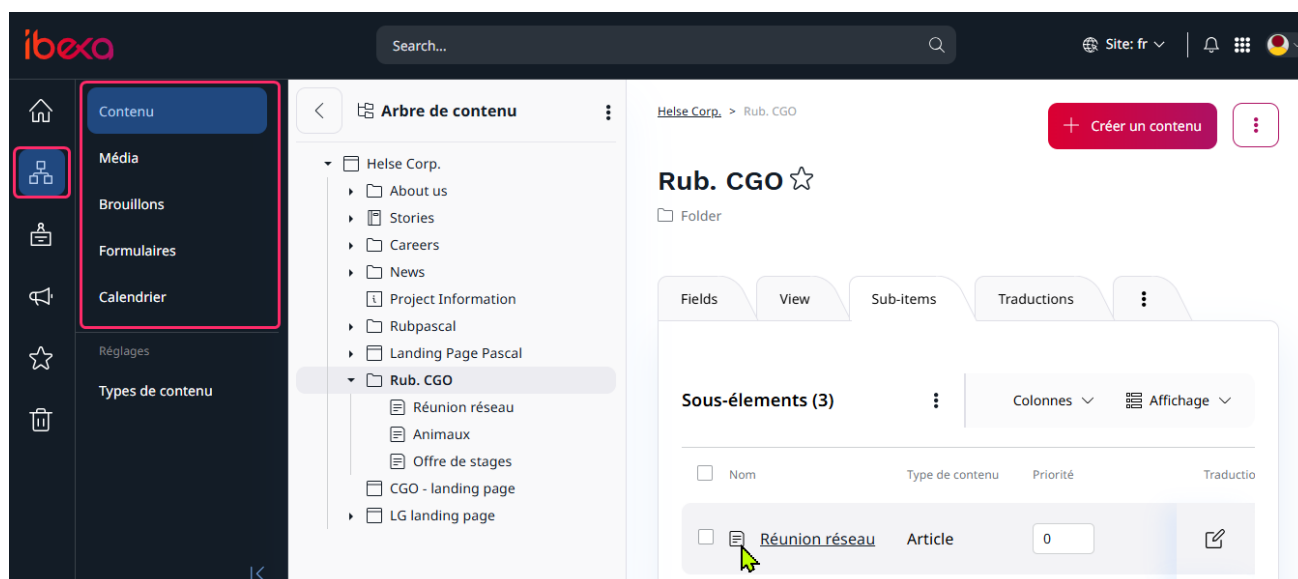 ibexa
Search...
Site: fr
Contenu
Média
Brouillons
Formulaires
Calendrier
Réglages
Types de contenu
Arbre de contenu
Helse Corp.
About us
Stories
Careers
News
Project Information
Rubpascal
Landing Page Pascal
Rub. CGO
Réunion réseau
Animaux
Offre de stages
CGO - landing page
LG landing page
Helse Corp. > Rub. CGO
+ Créer un contenu
Rub. CGO
Folder
Fields View Sub-items Traductions
Sous-élements (3) Colonnes Affichage
Nom Type de contenu Priorité Traductio
Réunion réseau Article 0